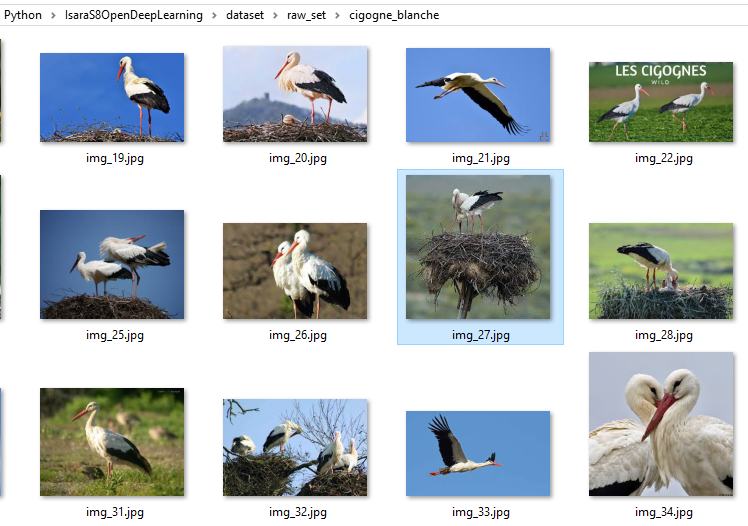 Python > IsaraS8OpenDeepLearning > dataset > raw_set > cigogne_blanche
LES CIGOGNES
WILD
img_19.jpg img_20.jpg img_21.jpg img_22.jpg
img_25.jpg img_26.jpg img_27.jpg img_28.jpg
img_31.jpg img_32.jpg img_33.jpg img_34.jpg